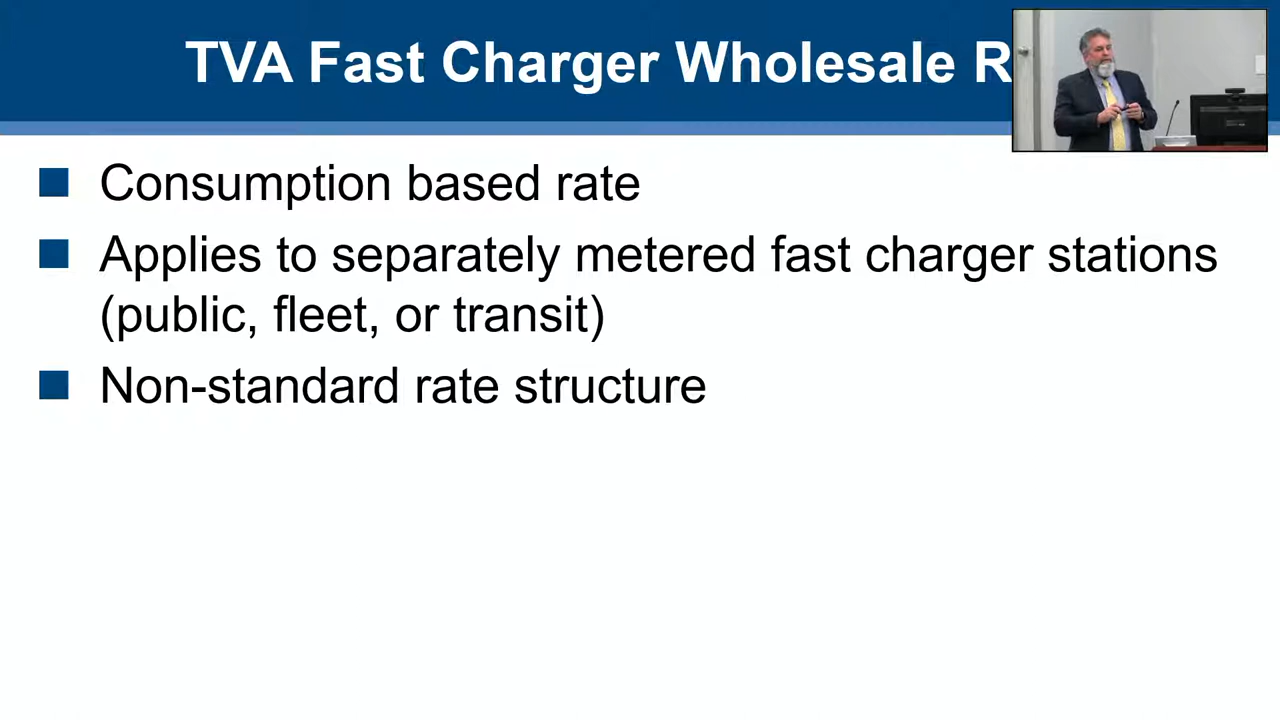 TVA Fast Charger Wholesale R
Consumption based rate
Applies to separately metered fast charger stations
(public, fleet, or transit)
Non-standard rate structure